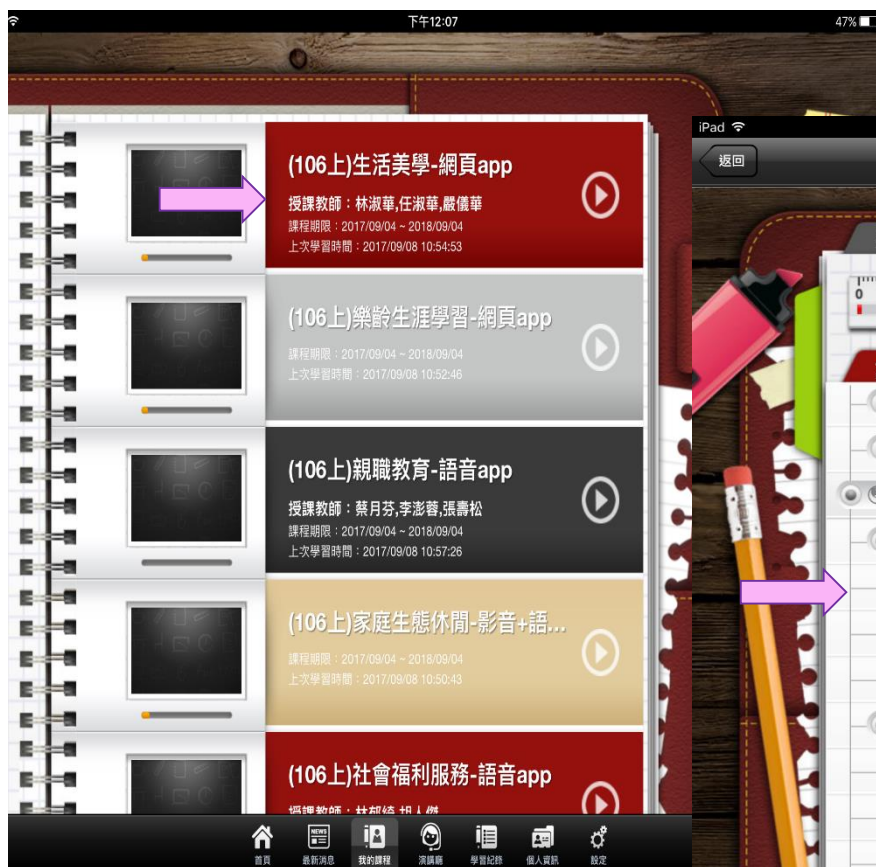 下午12:07
47%
(106上)生活美學-網頁app
授課教師：林淑華,任淑華,嚴儀華
課程期限：2017/09/04 ~ 2018/09/04
上次學習時間：2017/09/08 10:54:53
(106上)樂齡生涯學習-網頁app
課程期限：2017/09/04 ~ 2018/09/04
上次學習時間：2017/09/08 10:52:46
(106上)親職教育-語音app
授課教師：蔡月芬,李澎蓉,張壽松
課程期限：2017/09/04 ~ 2018/09/04
上次學習時間：2017/09/08 10:57:26
(106上)家庭生態休閒-影音+語...
課程期限：2017/09/04 ~ 2018/09/04
上次學習時間：2017/09/08 10:50:43
(106上)社會福利服務-語音app
授課教師：
首頁
NEWS
最新消息
我的課程
演講廳
學習紀錄
個人資訊
設定
iPad
返回
0